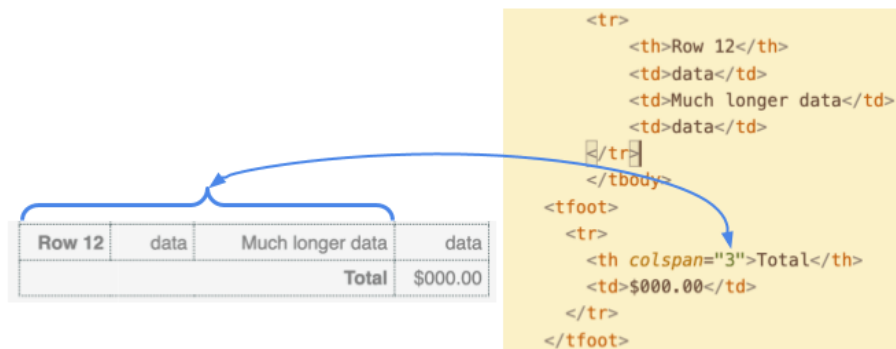 Row 12 data Much longer data data
Total $000.00
<tr>
<th>Row 12</th>
<td>data</td>
<td>Much longer data</td>
<td>data</td>
</tr>
</tbody>
<tfoot>
<tr>
<th colspan="3">Total</th>
<td>$000.00</td>
</tr>
</tfoot>